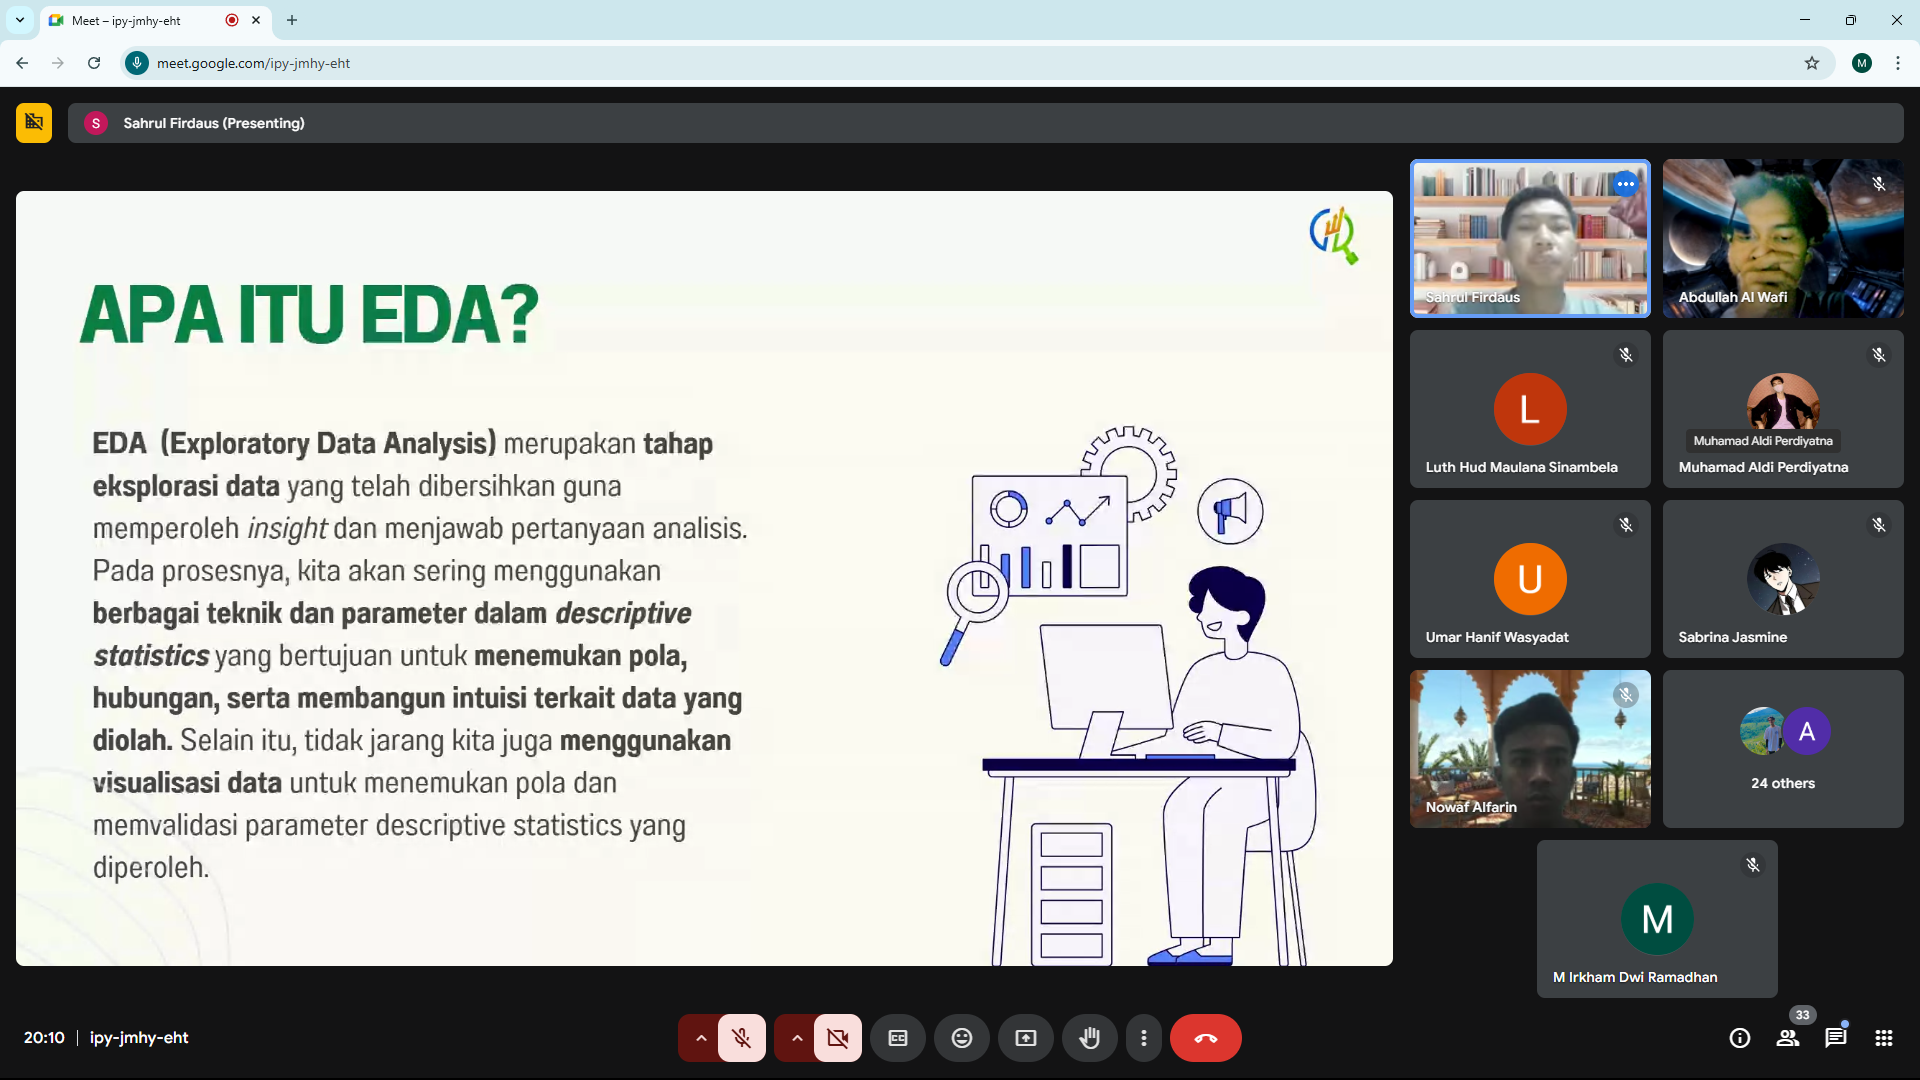 Meet – ipy-jmhy-eht
meet.google.com/ipy-jmhy-eht
M
S
Sahrul Firdaus (Presenting)
APA ITU EDA?
EDA (Exploratory Data Analysis) merupakan tahap
eksplorasi data yang telah dibersihkan guna
memperoleh insight dan menjawab pertanyaan analisis.
Pada prosesnya, kita akan sering menggunakan
berbagai teknik dan parameter dalam descriptive
statistics yang bertujuan untuk menemukan pola,
hubungan, serta membangun intuisi terkait data yang
diolah. Selain itu, tidak jarang kita juga menggunakan
visualisasi data untuk menemukan pola dan
memvalidasi parameter descriptive statistics yang
diperoleh.
Sahrul Firdaus
Abdullah Al Wafi
L
Luth Hud Maulana Sinambela
Muhamad Aldi Perdiyatna
Muhamad Aldi Perdiyatna
U
Umar Hanif Wasyadat
Sabrina Jasmine
Nowaf Alfarin
A
24 others
M
M Irkham Dwi Ramadhan
20:10
ipy-jmhy-eht
CC
33